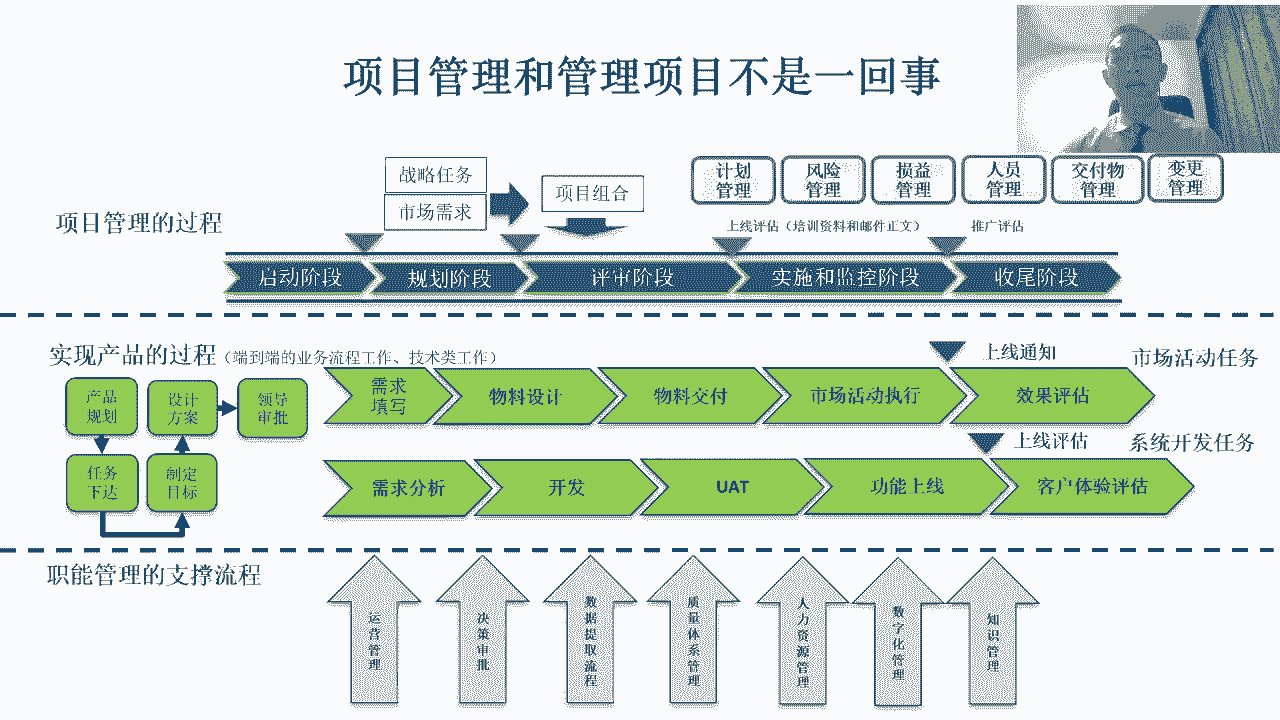 项目管理和管理项目不是一回事
战略任务
市场需求
项目组合
计划
管理
风险
管理
损益
管理
人员
管理
交付物
管理
变更
管理
项目管理的过程
上线评估（培训资料和邮件正文）
推广评估
启动阶段
规划阶段
评审阶段
实施和监控阶段
收尾阶段
实现产品的过程（端到端的业务流程工作、技术类工作）
上线通知
市场活动任务
产品
规划
设计
方案
领导
审批
任务
下达
制定
目标
需求
填写
物料设计
物料交付
市场活动执行
效果评估
上线评估
系统开发任务
需求分析
开发
UAT
功能上线
客户体验评估
职能管理的支撑流程
运营管理
决策审批
数据提取流程
质量体系管理
人力资源管理
数字化管理
知识管理